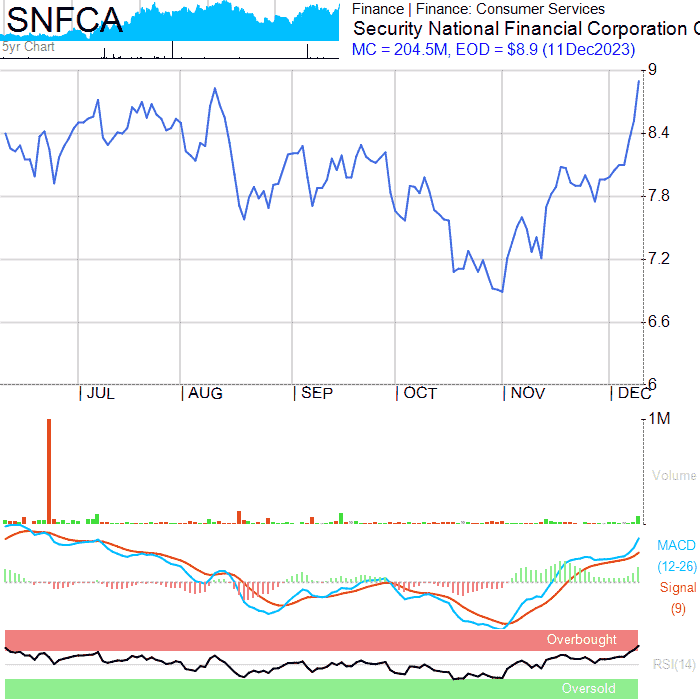 SNFCA
5yr Chart
Finance | Finance: Consumer Services
Security National Financial Corporation C
MC = 204.5M, EOD = $8.9 (11Dec2023)
9
8.4
7.8
7.2
6.6
6
JUL
AUG
SEP
OCT
NOV
DEC
1M
Volume
MACD
(12-26)
Signal
(9)
Overbought
RSI(14)
Oversold